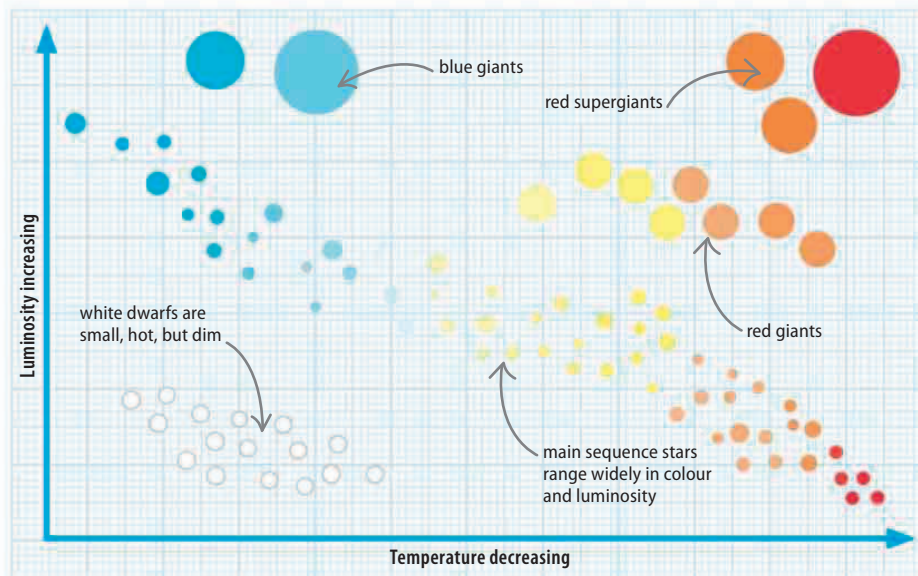 blue giants
red supergiants
white dwarfs are
small, hot, but dim
red giants
main sequence stars
range widely in colour
and luminosity
Luminosity increasing
Temperature decreasing